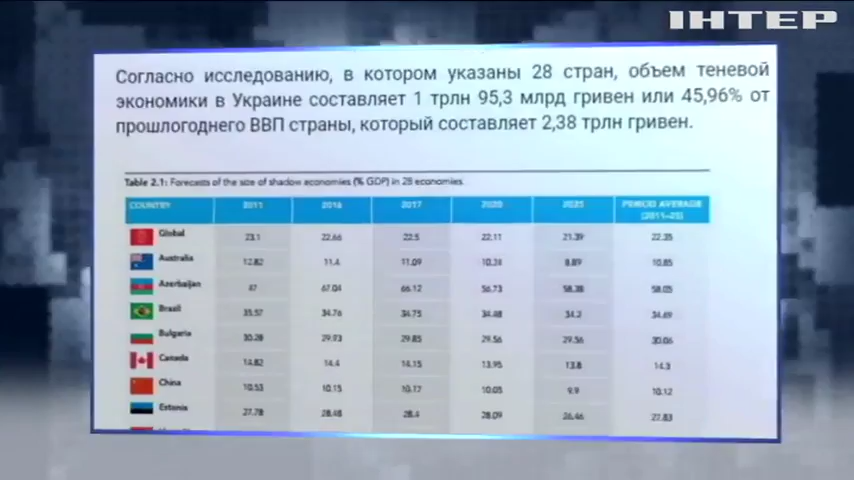 ІНТЕР
Согласно исследованию, в котором указаны 28 стран, объем теневой
экономики в Украине составляет 1 трлн 95,3 млрд гривен или 45,96% от
прошлогоднего ВВП страны, который составляет 2,38 трлн гривен.
Table 2.1: Forecasts of the size of shadow economies (% GDP) in 28 economies.
COUNTRY 2011 2016 2017 2020 2025 PERIOD AVERAGE
(2011–25)
Global 23.1 22.66 22.5 22.11 21.39 22.35
Australia 12.82 11.4 11.09 10.31 8.89 10.85
Azerbaijan 67.04 66.12 56.73 58.38 58.05
Brazil 35.57 34.76 34.75 34.48 34.2 34.69
Bulgaria 30.28 29.93 29.85 29.56 29.56 30.06
Canada 14.82 14.4 14.15 13.95 13.8 14.3
China 10.53 10.15 10.17 10.05 9.9 10.12
Estonia 27.78 28.48 28.4 28.09 26.46 27.83